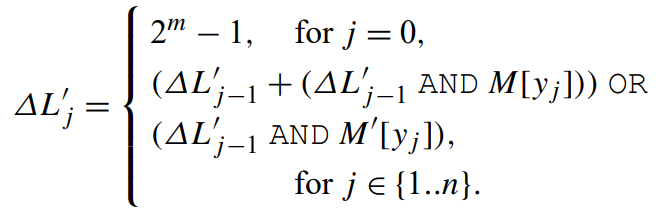 2^m − 1, for j = 0,
(ΔL′_{j−1} + (ΔL′_{j−1} AND M[y_j])) OR
ΔL′_j = { (ΔL′_{j−1} AND M′[y_j]),
for j ∈ {1..n}.